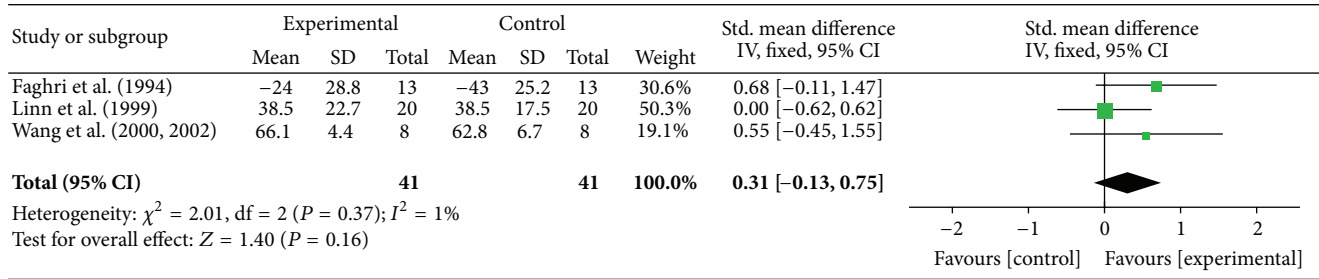 Study or subgroup Experimental Control Std. mean difference Std. mean difference
Mean SD Total Mean SD Total Weight IV, fixed, 95% CI IV, fixed, 95% CI
Faghri et al. (1994) −24 28.8 13 −43 25.2 13 30.6% 0.68 [−0.11, 1.47]
Linn et al. (1999) 38.5 22.7 20 38.5 17.5 20 50.3% 0.00 [−0.62, 0.62]
Wang et al. (2000, 2002) 66.1 4.4 8 62.8 6.7 8 19.1% 0.55 [−0.45, 1.55]
Total (95% CI) 41 41 100.0% 0.31 [−0.13, 0.75]
Heterogeneity: χ² = 2.01, df = 2 (P = 0.37); I² = 1%
Test for overall effect: Z = 1.40 (P = 0.16)
−2 −1 0 1 2
Favours [control] Favours [experimental]